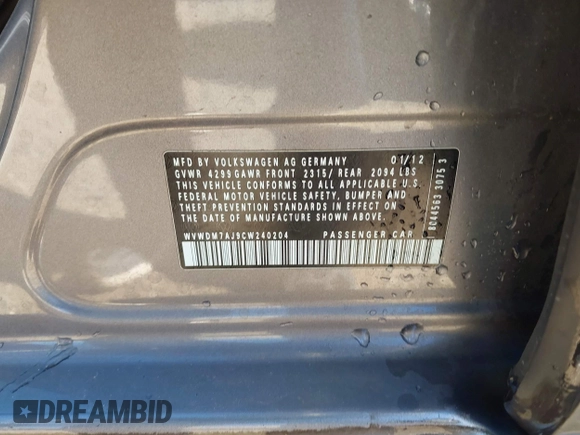 MFD BY VOLKSWAGEN AG GERMANY 01/12
GVWR 4299 GAWR FRONT 2315/ REAR 2094 LBS
THIS VEHICLE CONFORMS TO ALL APPLICABLE U.S.
FEDERAL MOTOR VEHICLE SAFETY, BUMPER AND
THEFT PREVENTION STANDARDS IN EFFECT ON
THE DATE OF MANUFACTURE SHOWN ABOVE.
WVWDM7AJ9CW240204 PASSENGER CAR
DREAMBID